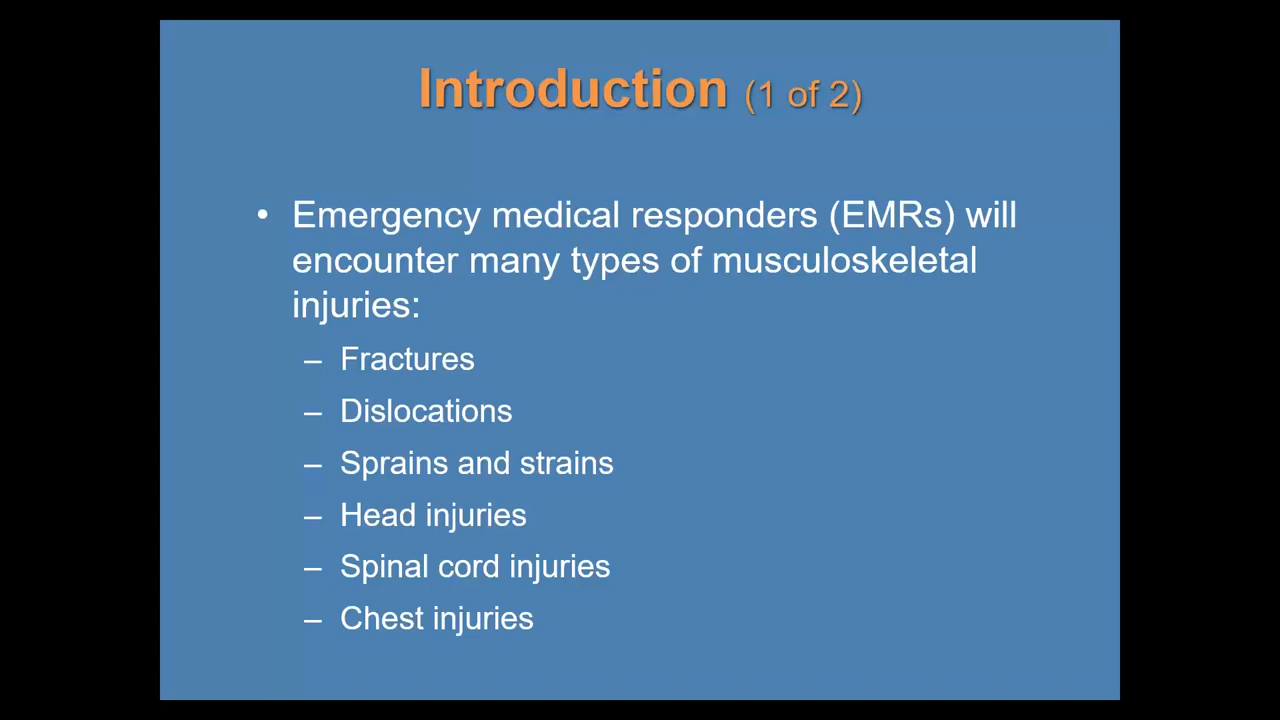 Introduction (1 of 2)
• Emergency medical responders (EMRs) will
encounter many types of musculoskeletal
injuries:
– Fractures
– Dislocations
– Sprains and strains
– Head injuries
– Spinal cord injuries
– Chest injuries